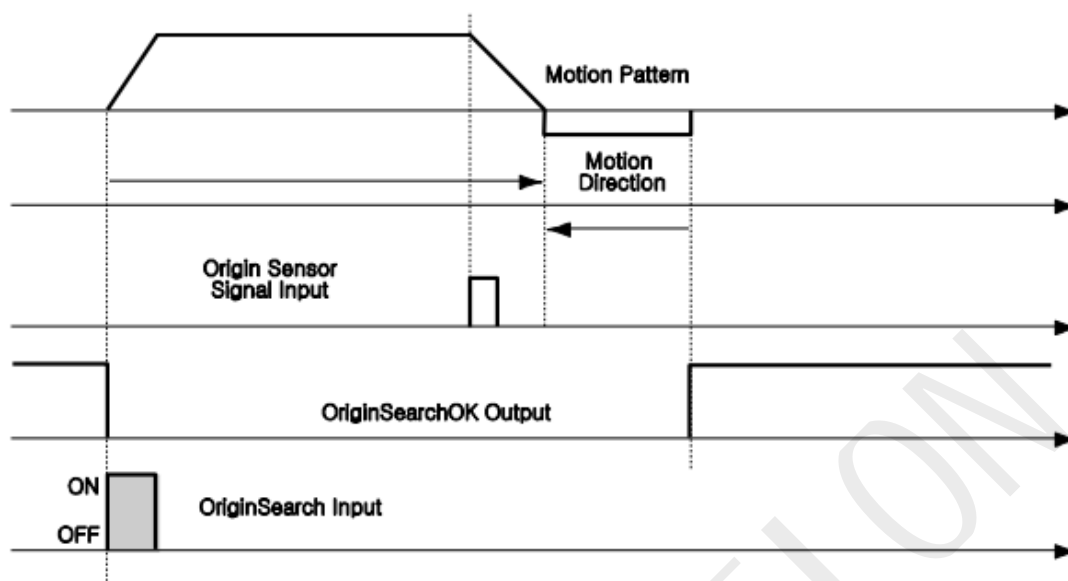 Motion Pattern
Motion
Direction
Origin Sensor
Signal Input
OriginSearchOK Output
ON
OriginSearch Input
OFF